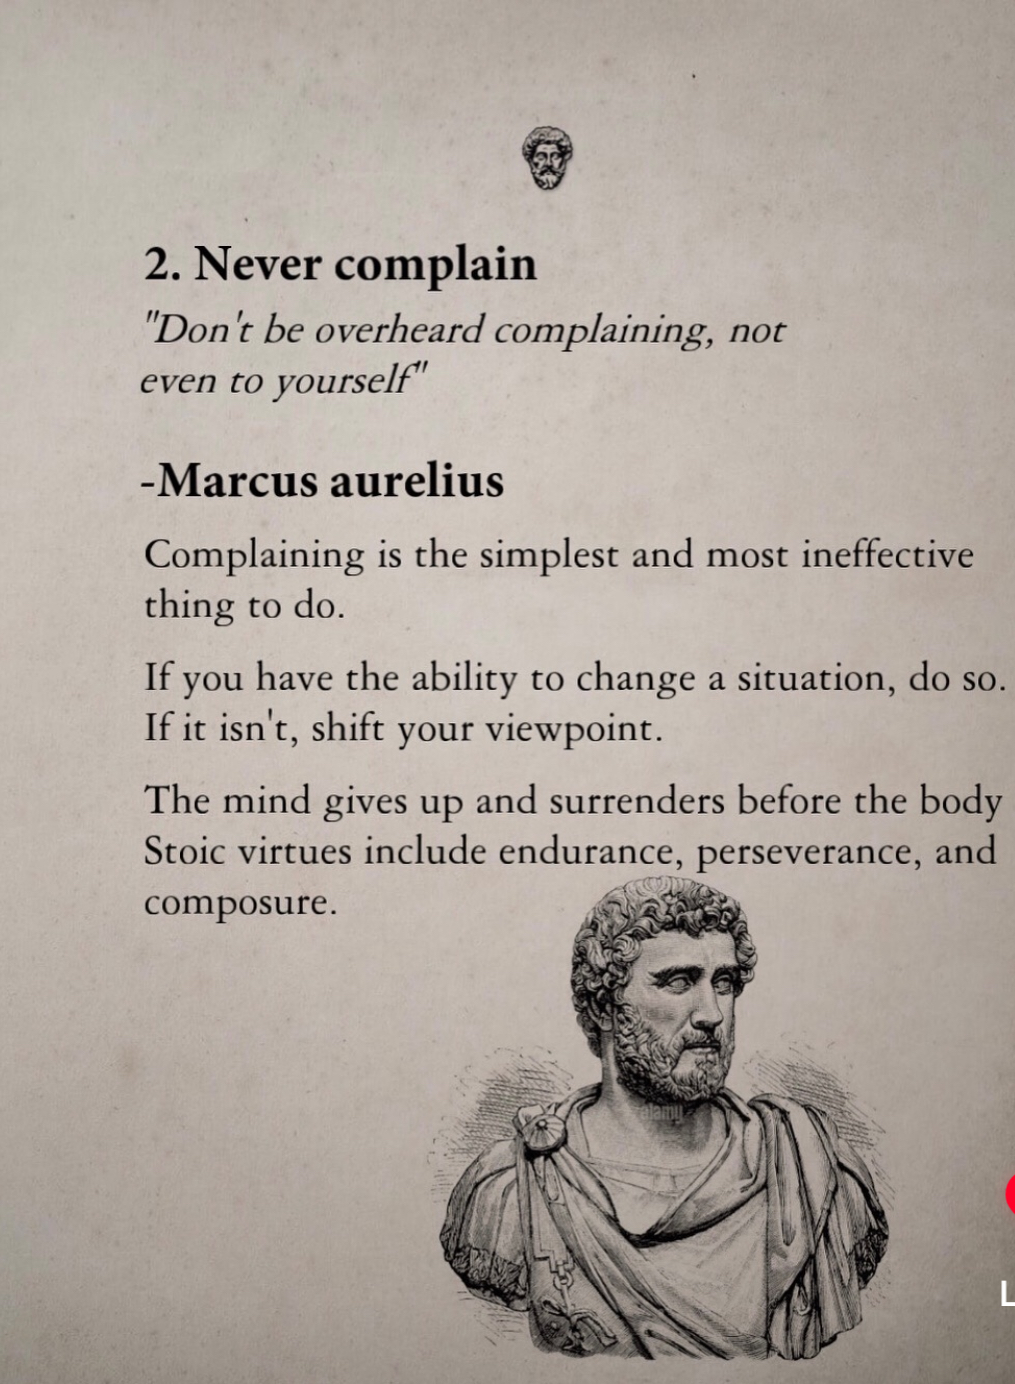 2. Never complain
"Don't be overheard complaining, not
even to yourself"
-Marcus aurelius
Complaining is the simplest and most ineffective
thing to do.
If you have the ability to change a situation, do so.
If it isn't, shift your viewpoint.
The mind gives up and surrenders before the body
Stoic virtues include endurance, perseverance, and
composure.
alamy
L